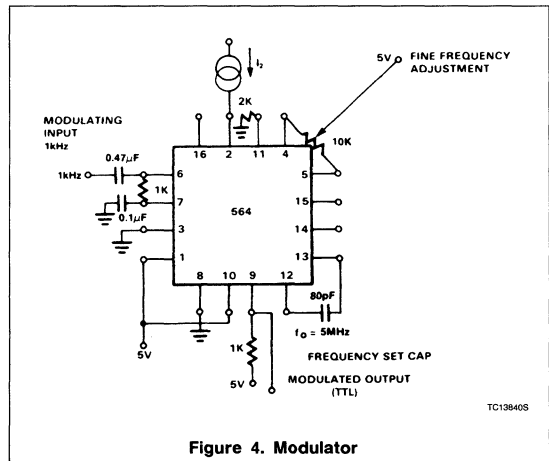 I2
5V
FINE FREQUENCY
ADJUSTMENT
2K
MODULATING
INPUT
1kHz
16
2
11
4
10K
0.47μF
1kHz
6
1K
5
7
0.1μF
564
15
3
14
1
13
8
10
9
12
80pF
fo = 5MHz
5V
1K
FREQUENCY SET CAP
5V
MODULATED OUTPUT
(TTL)
TC13840S
Figure 4. Modulator